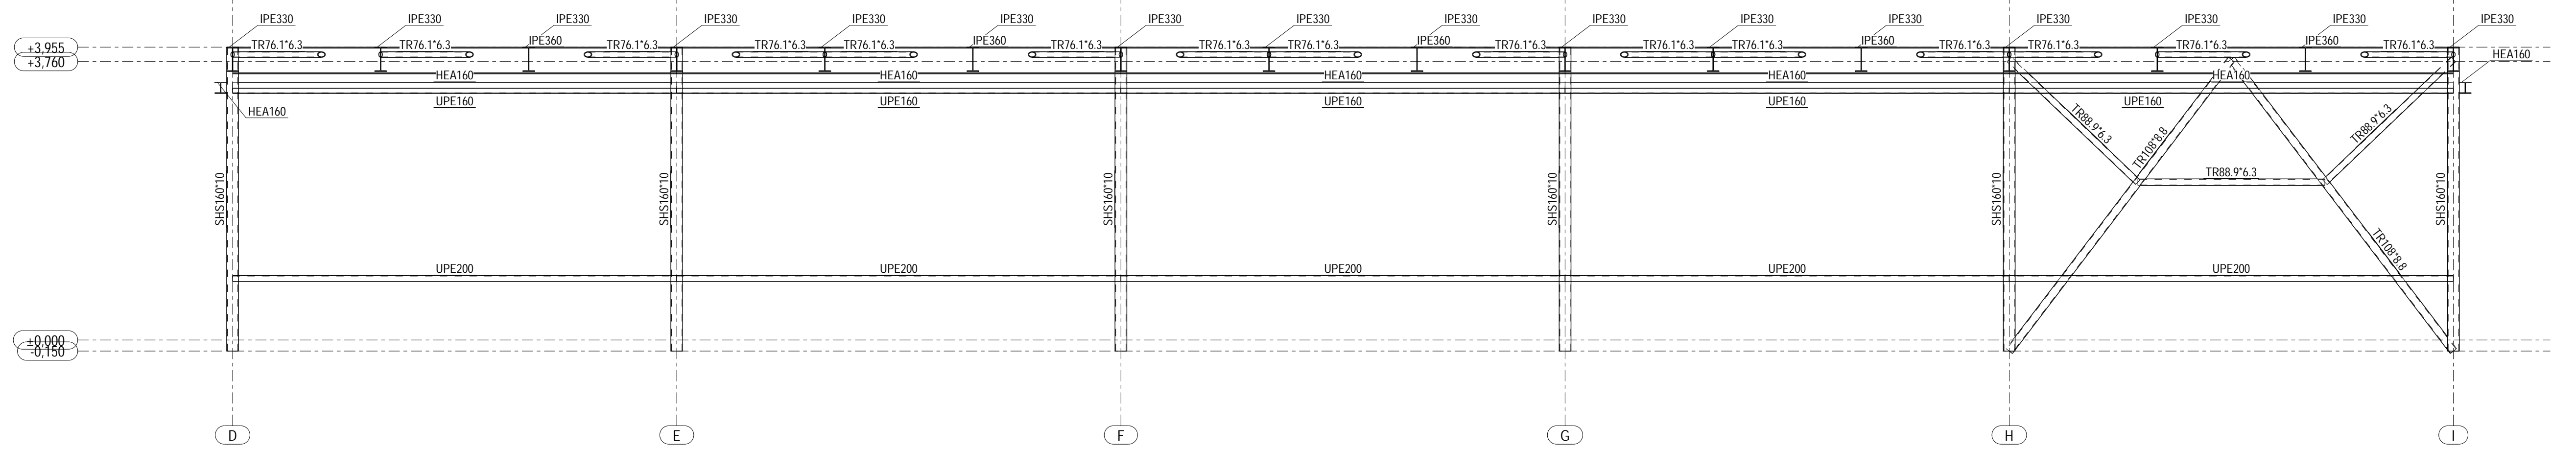 IPE330 IPE330 IPE330 IPE330 IPE330 IPE330 IPE330 IPE330 IPE330 IPE330 IPE330 IPE330 IPE330 IPE330 IPE330 IPE330
+3,955 TR76.1*6.3 TR76.1*6.3 IPE360 TR76.1*6.3 TR76.1*6.3 TR76.1*6.3 IPE360 TR76.1*6.3 TR76.1*6.3 TR76.1*6.3 IPE360 TR76.1*6.3 TR76.1*6.3 TR76.1*6.3 IPE360 TR76.1*6.3 TR76.1*6.3 TR76.1*6.3 IPE360 TR76.1*6.3
HEA160
+3,760
HEA160 HEA160 HEA160 HEA160 HEA160
UPE160 UPE160 UPE160 UPE160 UPE160
HEA160
TR88.9*6.3 TR108*8.8 TR88.9*6.3
TR88.9*6.3
SHS160*10 SHS160*10 SHS160*10 SHS160*10 SHS160*10 SHS160*10
TR108*8.8
UPE200 UPE200 UPE200 UPE200 UPE200
±0,000
-0,150
D E F G H I